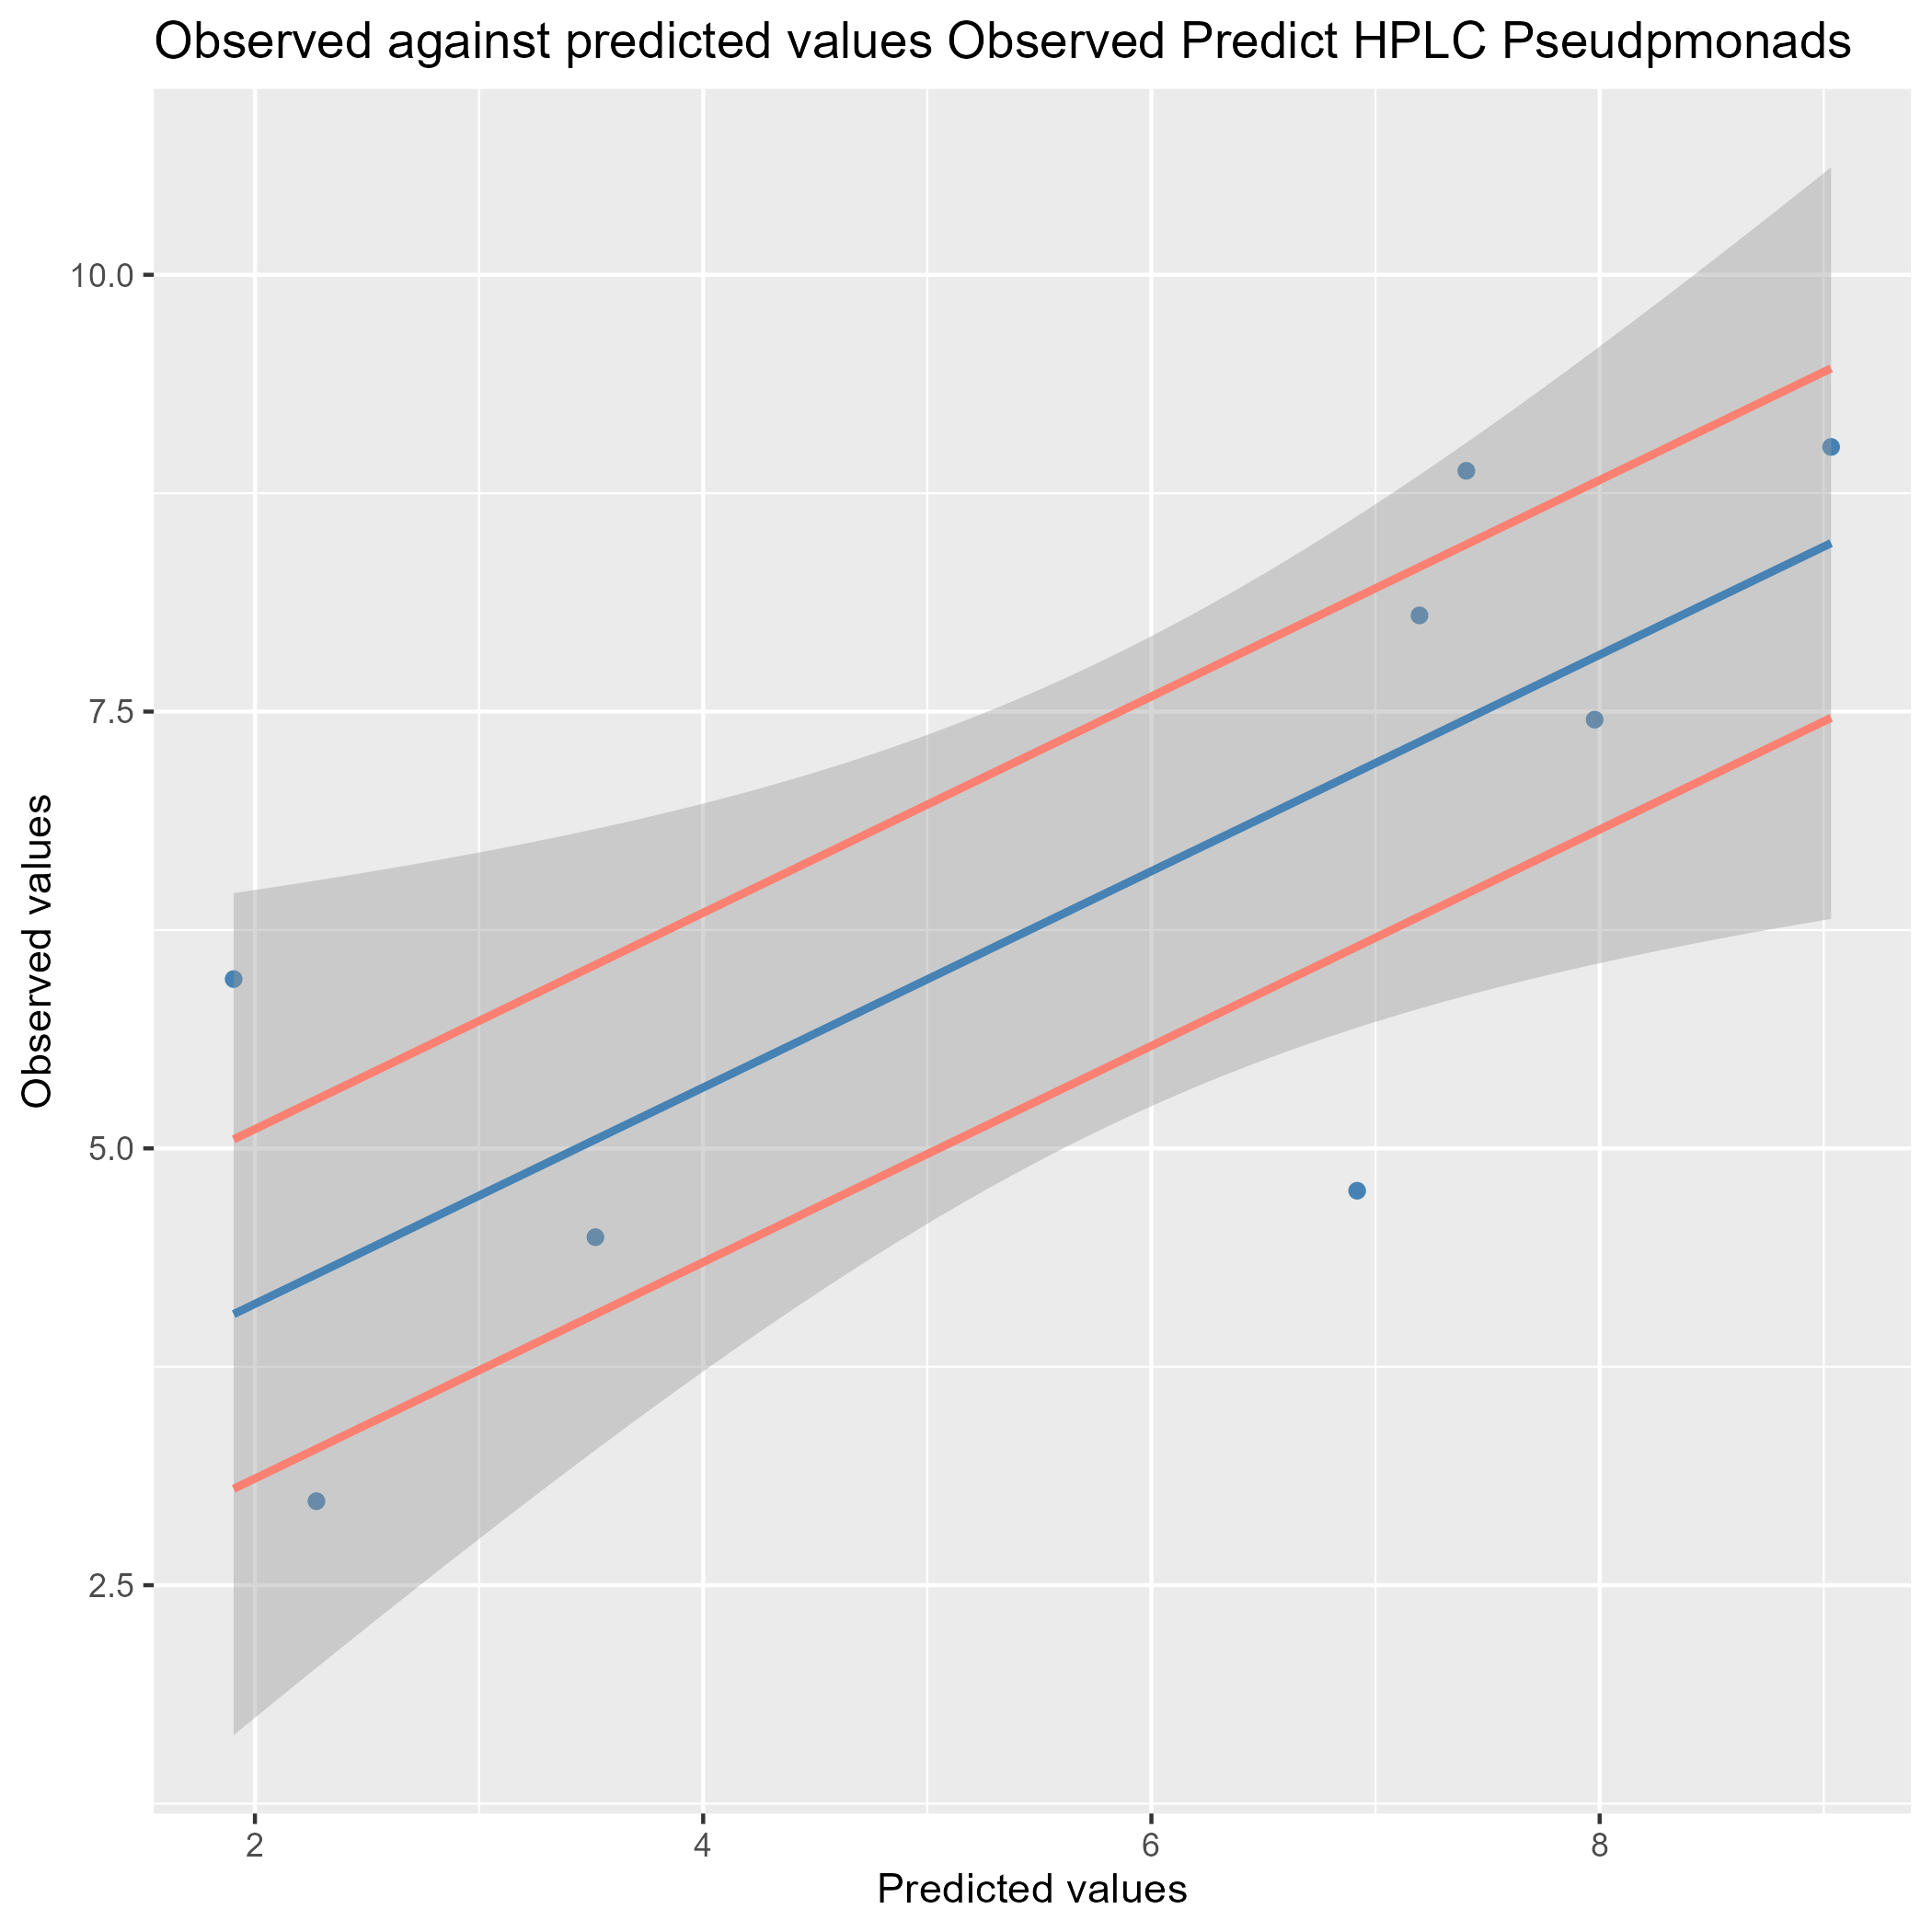 Observed against predicted values Observed Predict HPLC Pseudpmonads
10.0
7.5
5.0
2.5
Observed values
2
4
6
8
Predicted values